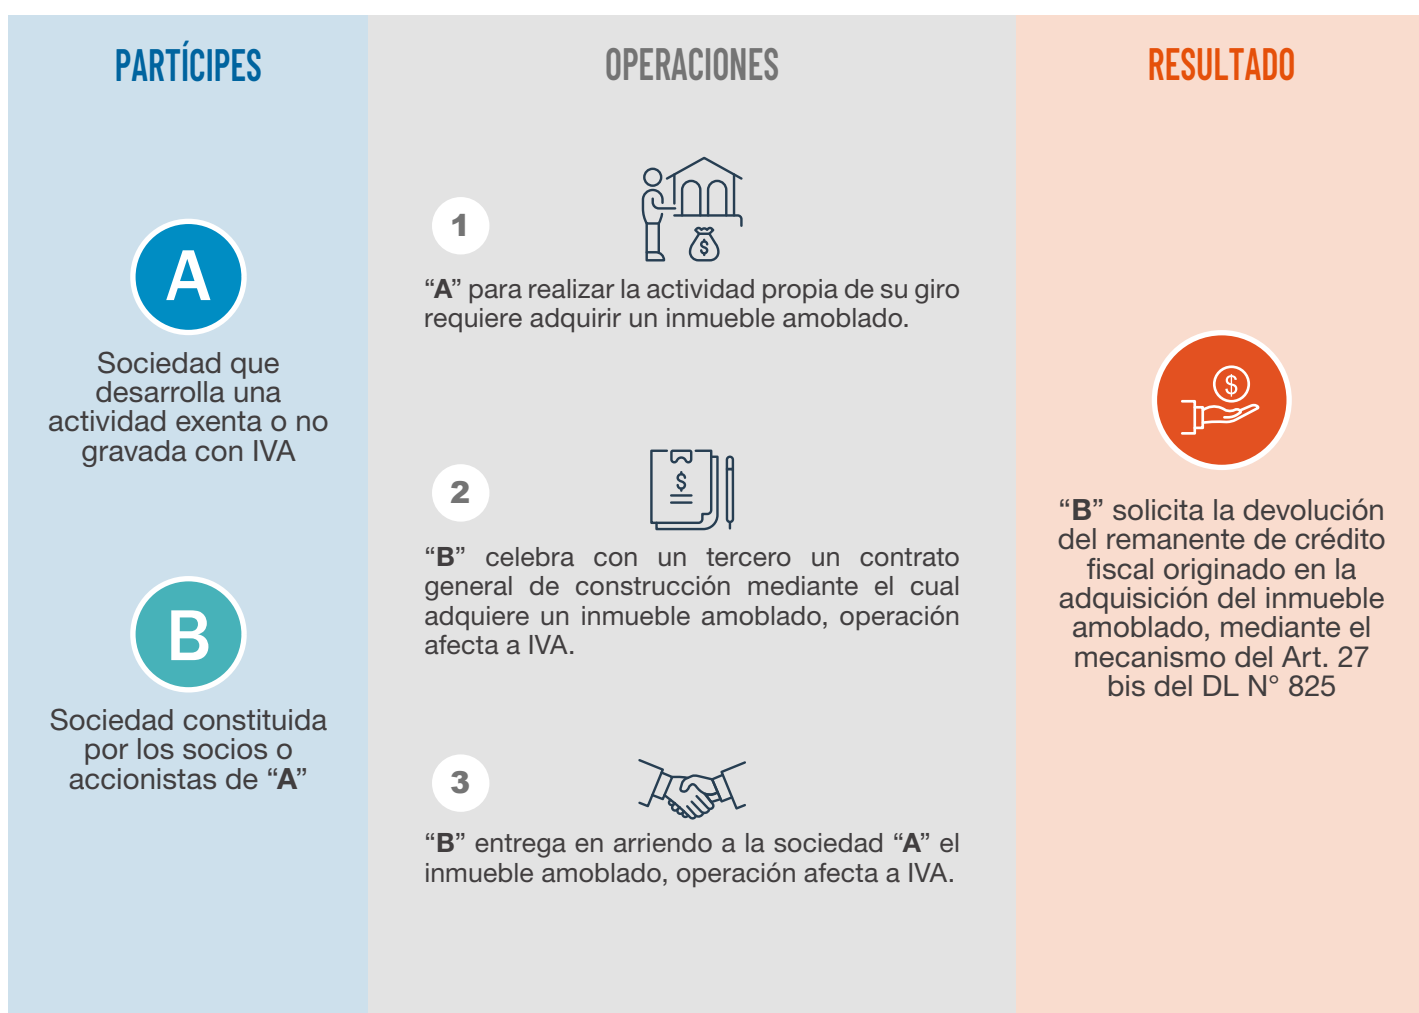 PARTÍCIPES
A
Sociedad que
desarrolla una
actividad exenta o no
gravada con IVA
B
Sociedad constituida
por los socios o
accionistas de “A”
OPERACIONES
1
“A” para realizar la actividad propia de su giro
requiere adquirir un inmueble amoblado.
2
“B” celebra con un tercero un contrato
general de construcción mediante el cual
adquiere un inmueble amoblado, operación
afecta a IVA.
3
“B” entrega en arriendo a la sociedad “A” el
inmueble amoblado, operación afecta a IVA.
RESULTADO
“B” solicita la devolución
del remanente de crédito
fiscal originado en la
adquisición del inmueble
amoblado, mediante el
mecanismo del Art. 27
bis del DL N° 825